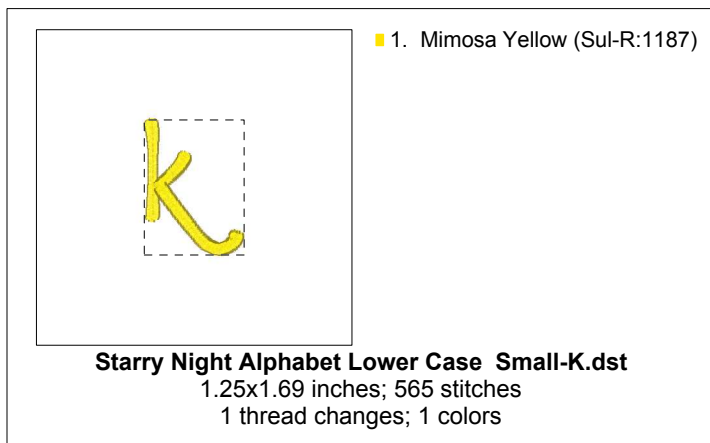 k
1. Mimosa Yellow (Sul-R:1187)
Starry Night Alphabet Lower Case Small-K.dst
1.25x1.69 inches; 565 stitches
1 thread changes; 1 colors